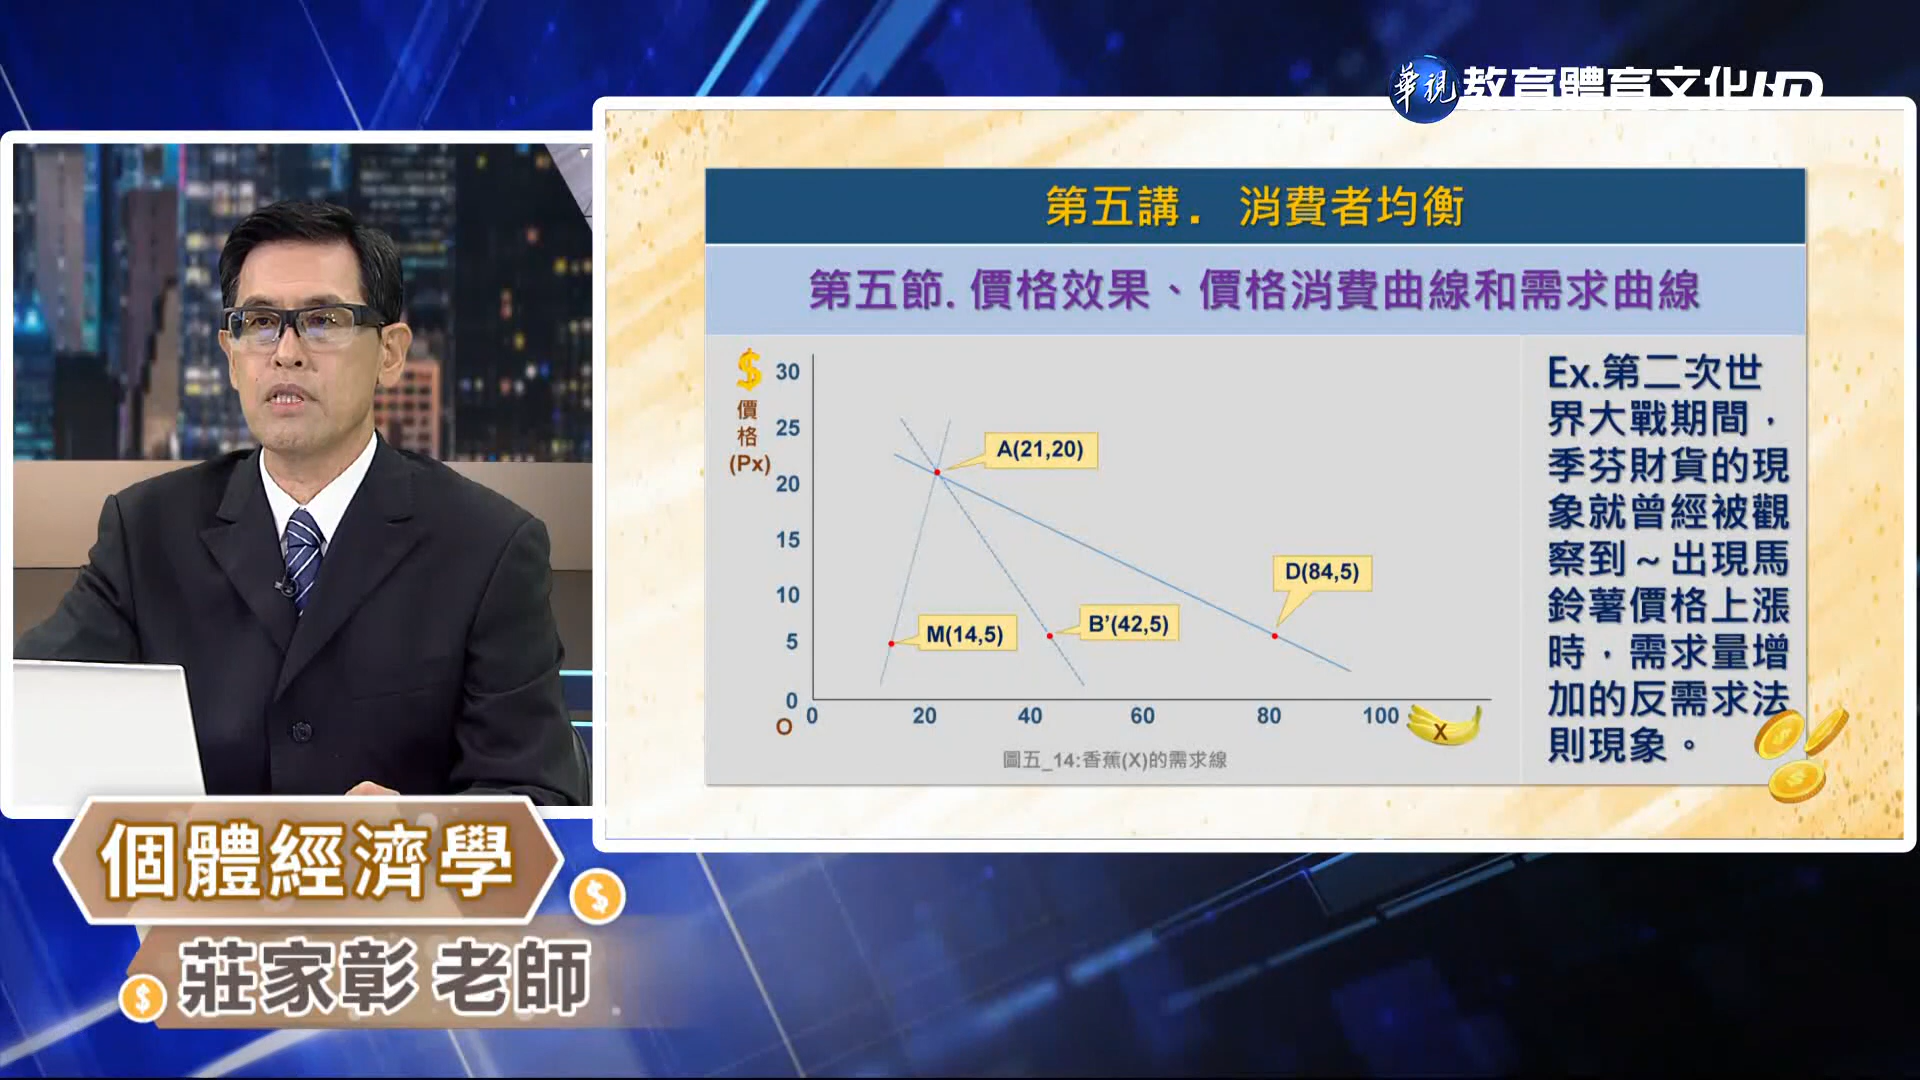 華視 教育體育文化HD
第五講． 消費者均衡
第五節. 價格效果、價格消費曲線和需求曲線
$
價
格
(Px)
30
25
20
15
10
5
0
O
A(21,20)
D(84,5)
B’(42,5)
M(14,5)
0 20 40 60 80 100
X
圖五_14:香蕉(X)的需求線
Ex.第二次世
界大戰期間，
季芬財貨的現
象就曾經被觀
察到～出現馬
鈴薯價格上漲
時，需求量增
加的反需求法
則現象。
個體經濟學
$
莊家彰 老師
$